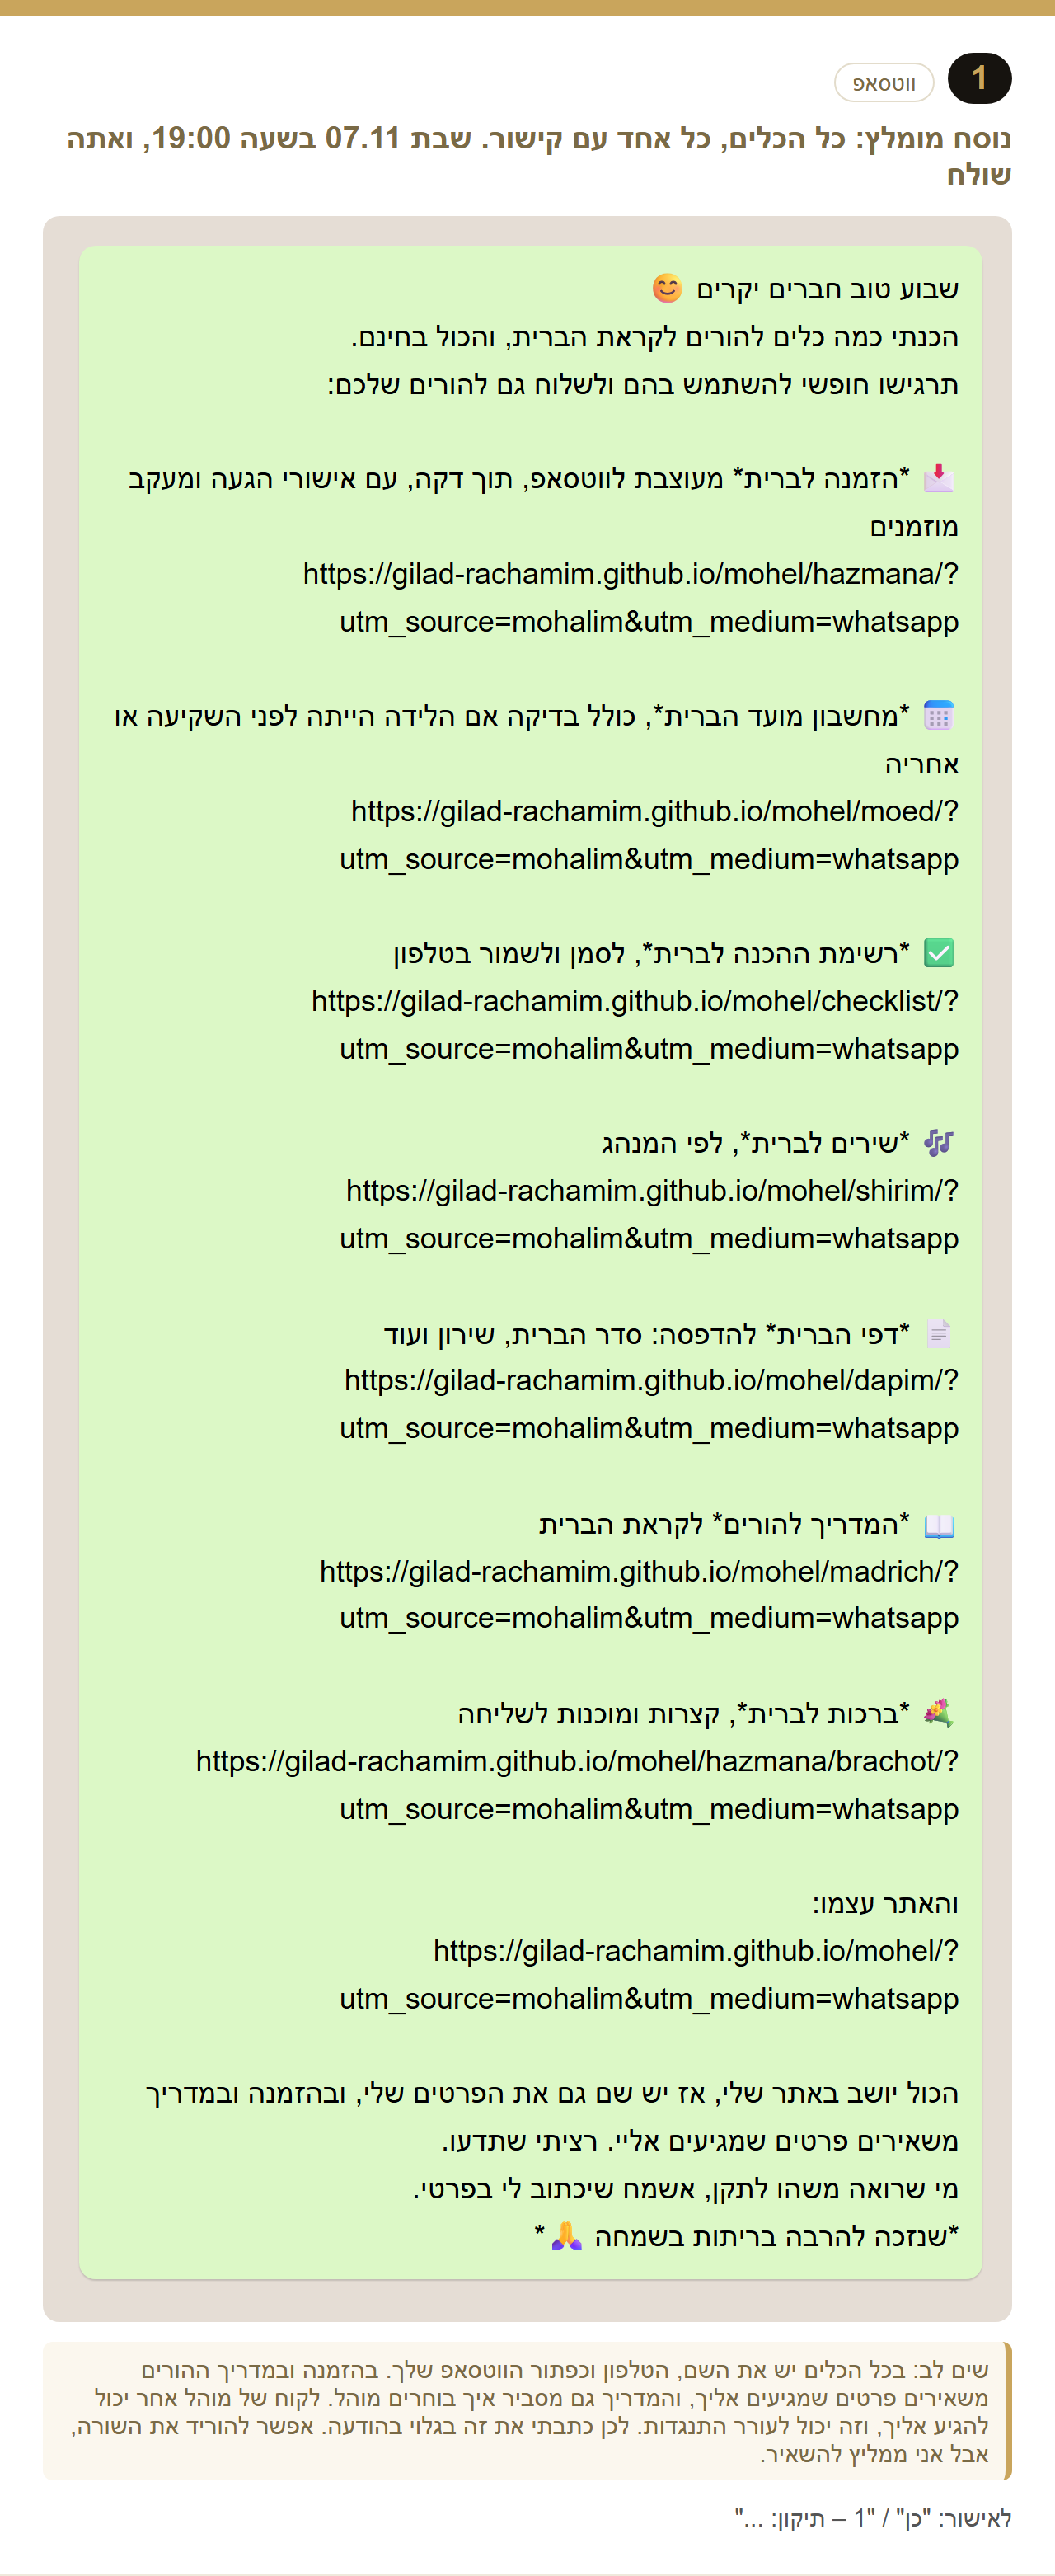 1
ווטסאפ
נוסח מומלץ: כל הכלים, כל אחד עם קישור. שבת 07.11 בשעה 19:00, ואתה
שולח
שבוע טוב חברים יקרים 😊
הכנתי כמה כלים להורים לקראת הברית, והכול בחינם.
תרגישו חופשי להשתמש בהם ולשלוח גם להורים שלכם:
📩 *הזמנה לברית* מעוצבת לווטסאפ, תוך דקה, עם אישורי הגעה ומעקב
מוזמנים
https://gilad-rachamim.github.io/mohel/hazmana/?
utm_source=mohalim&utm_medium=whatsapp
🗓️ *מחשבון מועד הברית*, כולל בדיקה אם הלידה הייתה לפני השקיעה או
אחריה
https://gilad-rachamim.github.io/mohel/moed/?
utm_source=mohalim&utm_medium=whatsapp
✅ *רשימת ההכנה לברית*, לסמן ולשמור בטלפון
https://gilad-rachamim.github.io/mohel/checklist/?
utm_source=mohalim&utm_medium=whatsapp
🎶 *שירים לברית*, לפי המנהג
https://gilad-rachamim.github.io/mohel/shirim/?
utm_source=mohalim&utm_medium=whatsapp
📄 *דפי הברית* להדפסה: סדר הברית, שירון ועוד
https://gilad-rachamim.github.io/mohel/dapim/?
utm_source=mohalim&utm_medium=whatsapp
📖 *המדריך להורים* לקראת הברית
https://gilad-rachamim.github.io/mohel/madrich/?
utm_source=mohalim&utm_medium=whatsapp
💐 *ברכות לברית*, קצרות ומוכנות לשליחה
https://gilad-rachamim.github.io/mohel/hazmana/brachot/?
utm_source=mohalim&utm_medium=whatsapp
והאתר עצמו:
https://gilad-rachamim.github.io/mohel/?
utm_source=mohalim&utm_medium=whatsapp
הכול יושב באתר שלי, אז יש שם גם את הפרטים שלי, ובהזמנה ובמדריך
משאירים פרטים שמגיעים אליי. רציתי שתדעו.
מי שרואה משהו לתקן, אשמח שיכתוב לי בפרטי.
*שנזכה להרבה בריתות בשמחה 🙏*
שים לב: בכל הכלים יש את השם, הטלפון וכפתור הווטסאפ שלך. בהזמנה ובמדריך ההורים
משאירים פרטים שמגיעים אליך, והמדריך גם מסביר איך בוחרים מוהל. לקוח של מוהל אחר יכול
להגיע אליך, וזה יכול לעורר התנגדות. לכן כתבתי את זה בגלוי בהודעה. אפשר להוריד את השורה,
אבל אני ממליץ להשאיר.
לאישור: "כן" / "1 – תיקון: ..."